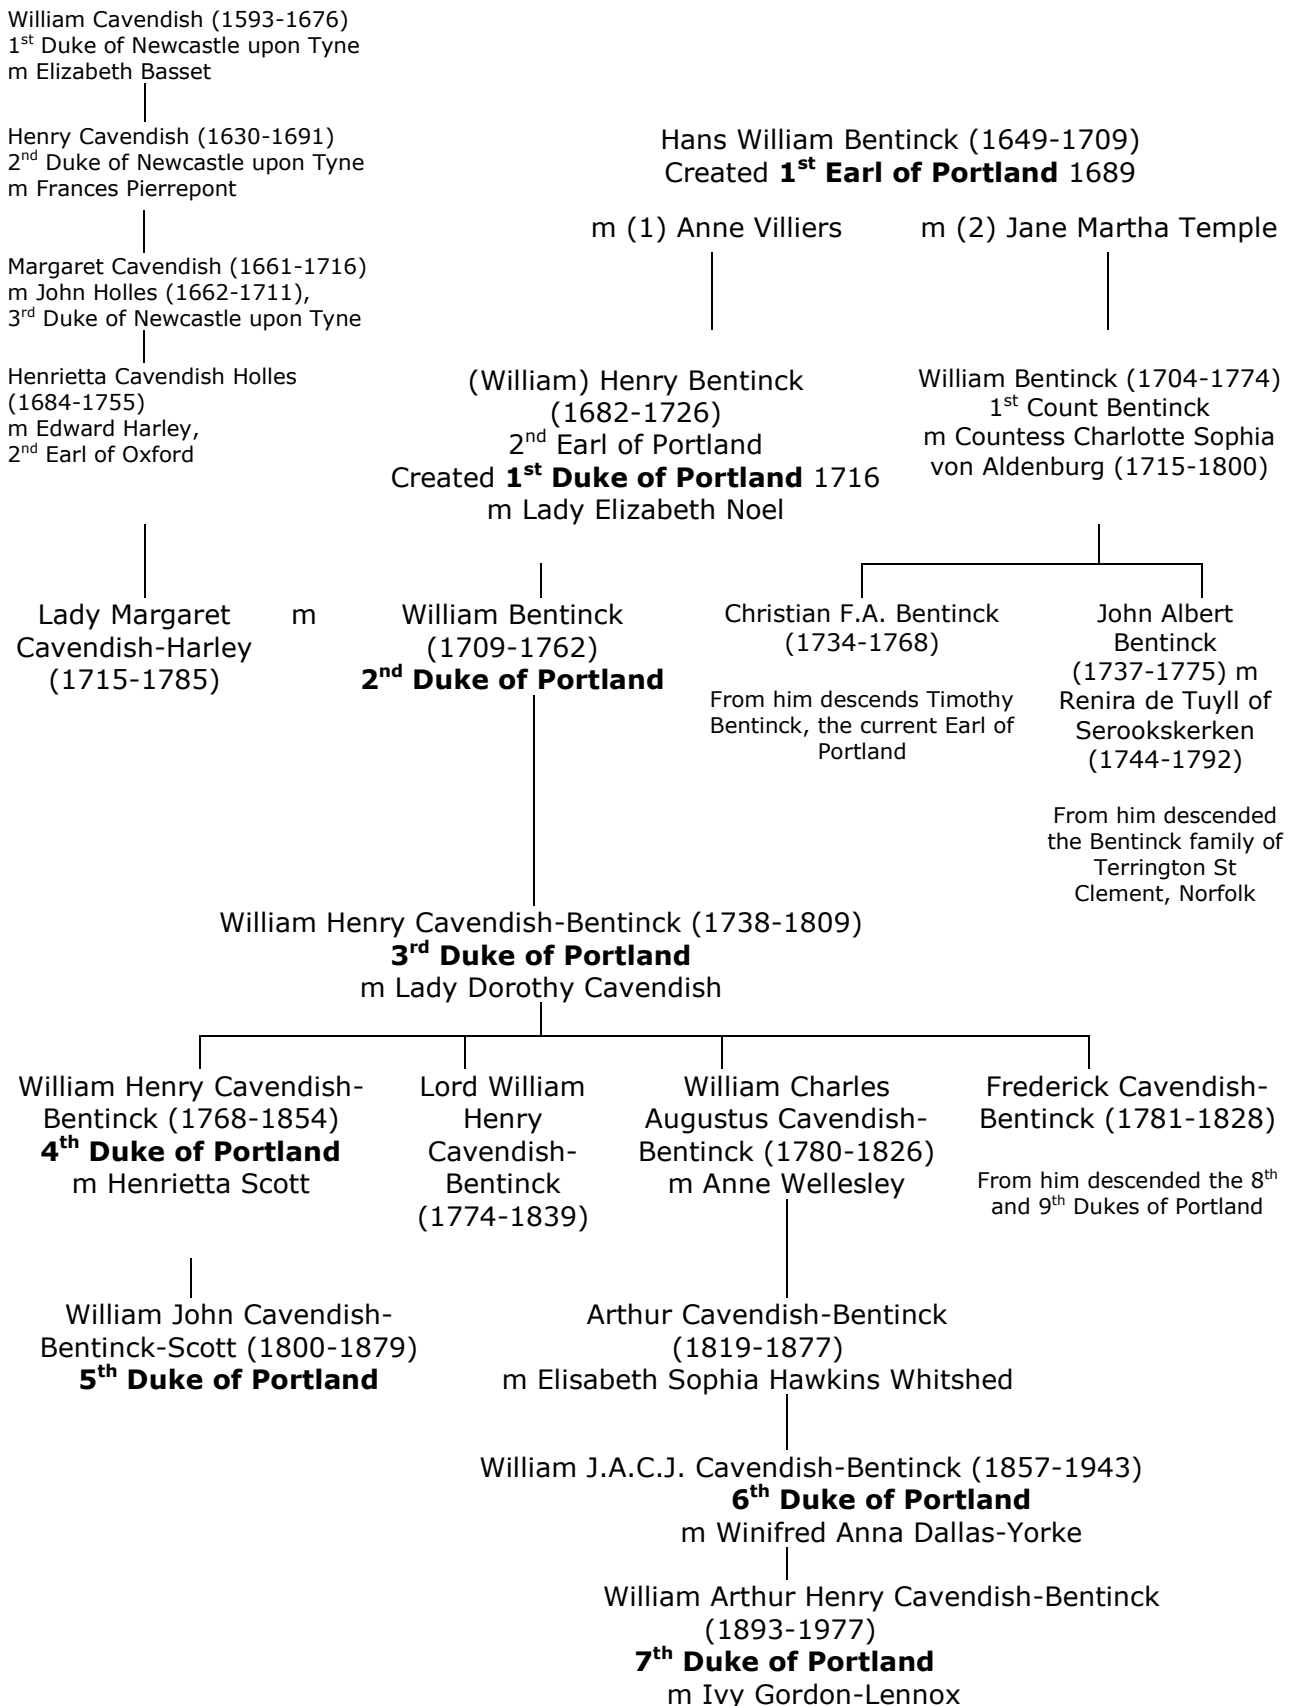 William Cavendish (1593-1676)
1st Duke of Newcastle upon Tyne
m Elizabeth Basset
Henry Cavendish (1630-1691)
2nd Duke of Newcastle upon Tyne
m Frances Pierrepont
Margaret Cavendish (1661-1716)
m John Holles (1662-1711),
3rd Duke of Newcastle upon Tyne
Henrietta Cavendish Holles
(1684-1755)
m Edward Harley,
2nd Earl of Oxford
Hans William Bentinck (1649-1709)
Created 1st Earl of Portland 1689
m (1) Anne Villiers
m (2) Jane Martha Temple
(William) Henry Bentinck
(1682-1726)
2nd Earl of Portland
Created 1st Duke of Portland 1716
m Lady Elizabeth Noel
William Bentinck (1704-1774)
1st Count Bentinck
m Countess Charlotte Sophia
von Aldenburg (1715-1800)
Lady Margaret
Cavendish-Harley
(1715-1785)
m
William Bentinck
(1709-1762)
2nd Duke of Portland
Christian F.A. Bentinck
(1734-1768)
From him descends Timothy
Bentinck, the current Earl of
Portland
John Albert
Bentinck
(1737-1775) m
Renira de Tuyll of
Serookskerken
(1744-1792)
From him descended
the Bentinck family of
Terrington St
Clement, Norfolk
William Henry Cavendish-Bentinck (1738-1809)
3rd Duke of Portland
m Lady Dorothy Cavendish
William Henry Cavendish-
Bentinck (1768-1854)
4th Duke of Portland
m Henrietta Scott
Lord William
Henry
Cavendish-
Bentinck
(1774-1839)
William Charles
Augustus Cavendish-
Bentinck (1780-1826)
m Anne Wellesley
Frederick Cavendish-
Bentinck (1781-1828)
From him descended the 8th
and 9th Dukes of Portland
William John Cavendish-
Bentinck-Scott (1800-1879)
5th Duke of Portland
Arthur Cavendish-Bentinck
(1819-1877)
m Elisabeth Sophia Hawkins Whitshed
William J.A.C.J. Cavendish-Bentinck (1857-1943)
6th Duke of Portland
m Winifred Anna Dallas-Yorke
William Arthur Henry Cavendish-Bentinck
(1893-1977)
7th Duke of Portland
m Ivy Gordon-Lennox